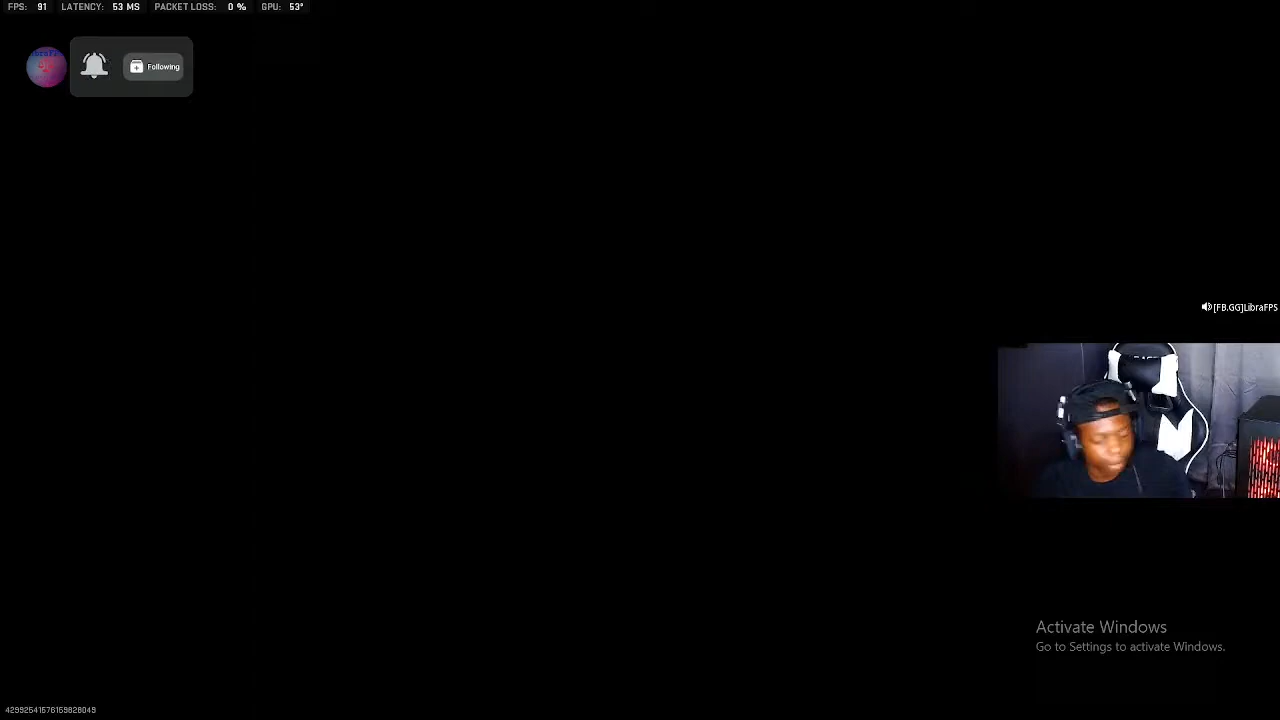 FPS: 91 LATENCY: 53 MS PACKET LOSS: 0 % GPU: 53°
Following
[FB.GG]LibraFPS
Activate Windows
Go to Settings to activate Windows.
42992541576159828049